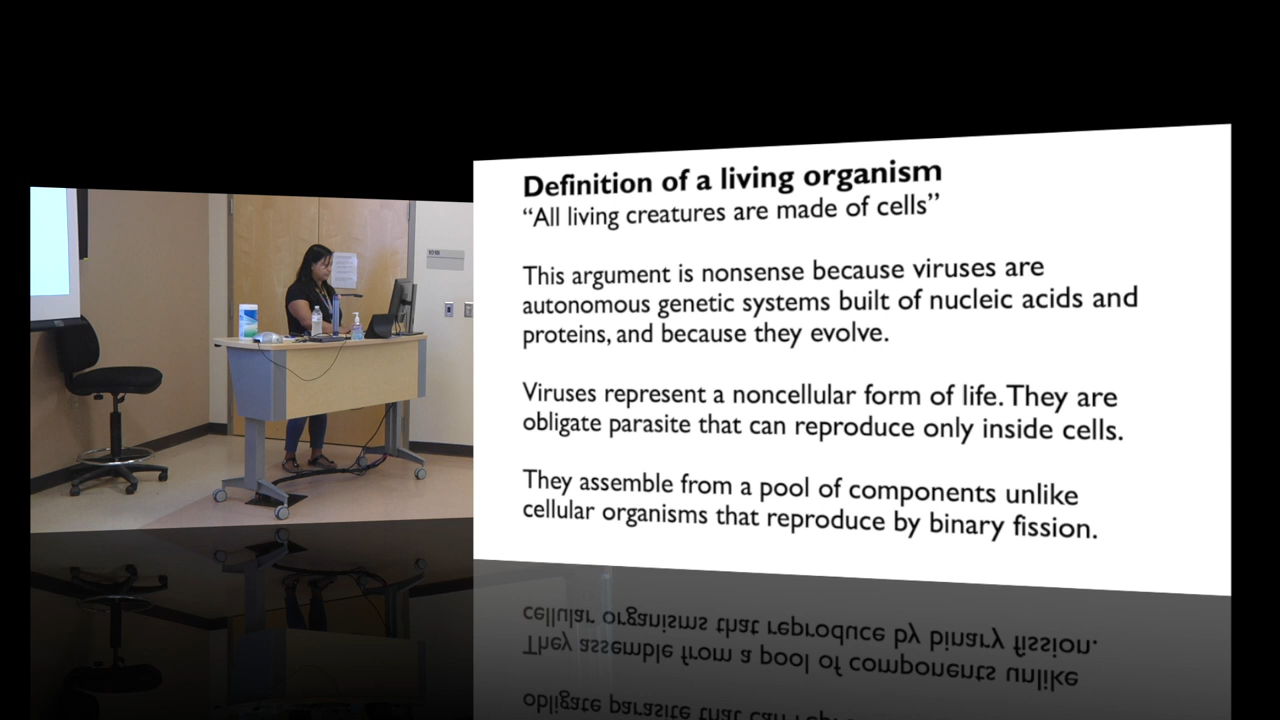 Definition of a living organism
“All living creatures are made of cells”
This argument is nonsense because viruses are
autonomous genetic systems built of nucleic acids and
proteins, and because they evolve.
Viruses represent a noncellular form of life. They are
obligate parasite that can reproduce only inside cells.
They assemble from a pool of components unlike
cellular organisms that reproduce by binary fission.